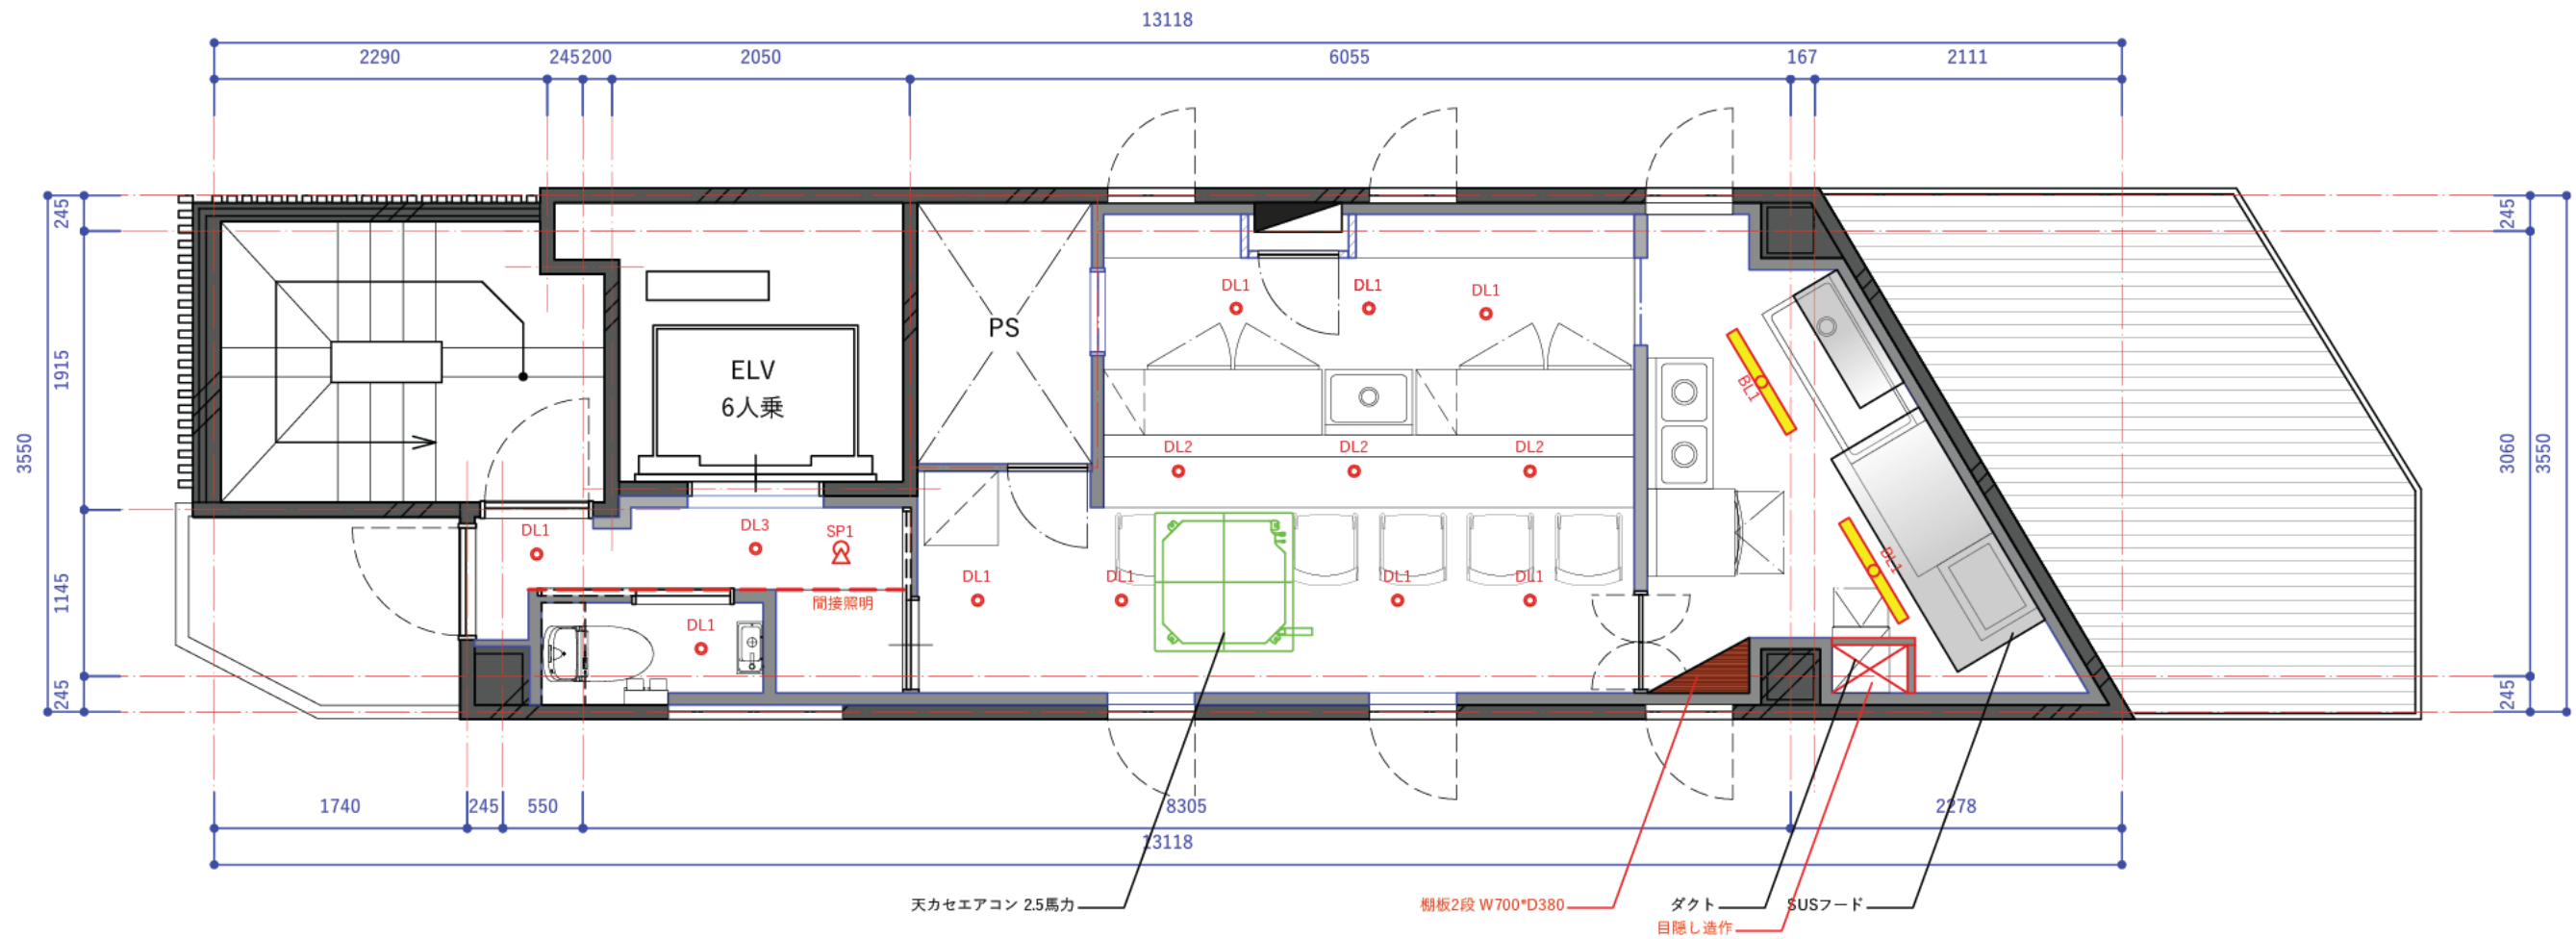 13118
2290
245
200
2050
6055
167
2111
245
1915
3550
1145
245
245
3060
3550
245
PS
ELV
6人乗
DL1
DL1
DL1
BL1
DL2
DL2
DL2
DL1
DL3
SP1
BL1
DL1
DL1
DL1
DL1
間接照明
DL1
1740
245
550
8305
2278
13118
天カセエアコン 2.5馬力
棚板2段 W700*D380
ダクト
SUSフード
目隠し造作